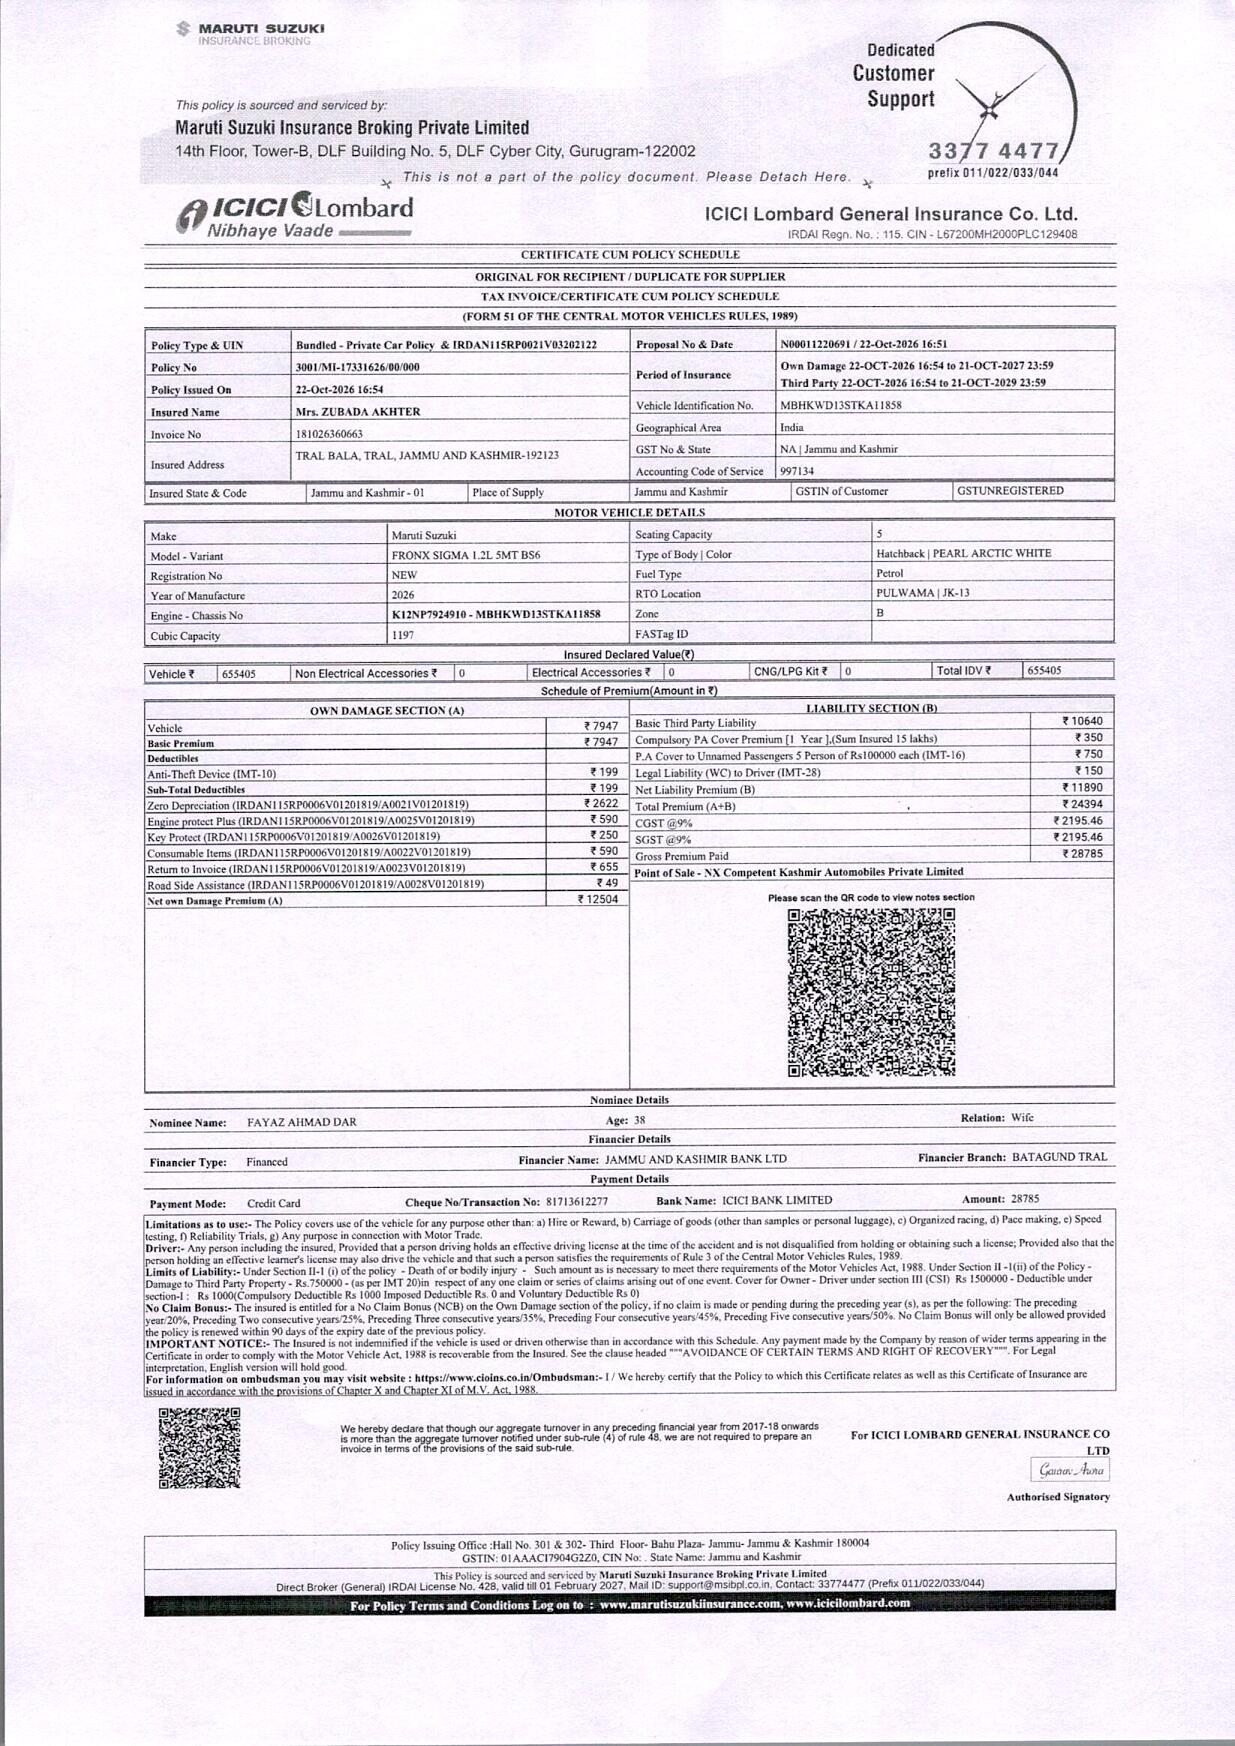 MARUTI SUZUKI
INSURANCE BROKING
Dedicated
Customer
Support
3377 4477
prefix 011/022/033/044
This policy is sourced and serviced by:
Maruti Suzuki Insurance Broking Private Limited
14th Floor, Tower-B, DLF Building No. 5, DLF Cyber City, Gurugram-122002
This is not a part of the policy document. Please Detach Here.
ICICI Lombard
Nibhaye Vaade
ICICI Lombard General Insurance Co. Ltd.
IRDAI Regn. No. : 115. CIN - L67200MH2000PLC129408
CERTIFICATE CUM POLICY SCHEDULE
ORIGINAL FOR RECIPIENT / DUPLICATE FOR SUPPLIER
TAX INVOICE/CERTIFICATE CUM POLICY SCHEDULE
(FORM 51 OF THE CENTRAL MOTOR VEHICLES RULES, 1989)
Policy Type & UIN Bundled - Private Car Policy & IRDAN115RP0021V03202122
Policy No 3001/MI-17331626/00/000
Policy Issued On 22-Oct-2026 16:54
Insured Name Mrs. ZUBADA AKHTER
Invoice No 181026360663
Insured Address TRAL BALA, TRAL, JAMMU AND KASHMIR-192123
Proposal No & Date N00011220691 / 22-Oct-2026 16:51
Period of Insurance Own Damage 22-OCT-2026 16:54 to 21-OCT-2027 23:59
Third Party 22-OCT-2026 16:54 to 21-OCT-2029 23:59
Vehicle Identification No. MBHKWD13STKA11858
Geographical Area India
GST No & State NA | Jammu and Kashmir
Accounting Code of Service 997134
Insured State & Code Jammu and Kashmir - 01 Place of Supply Jammu and Kashmir GSTIN of Customer GSTUNREGISTERED
MOTOR VEHICLE DETAILS
Make Maruti Suzuki Seating Capacity 5
Model - Variant FRONX SIGMA 1.2L 5MT BS6 Type of Body | Color Hatchback | PEARL ARCTIC WHITE
Registration No NEW Fuel Type Petrol
Year of Manufacture 2026 RTO Location PULWAMA | JK-13
Engine - Chassis No K12NP7924910 - MBHKWD13STKA11858 Zone B
Cubic Capacity 1197 FASTag ID
Insured Declared Value(₹)
Vehicle ₹ 655405 Non Electrical Accessories ₹ 0 Electrical Accessories ₹ 0 CNG/LPG Kit ₹ 0 Total IDV ₹ 655405
Schedule of Premium(Amount in ₹)
OWN DAMAGE SECTION (A)
Vehicle ₹ 7947
Basic Premium ₹ 7947
Deductibles
Anti-Theft Device (IMT-10) ₹ 199
Sub-Total Deductibles ₹ 199
Zero Depreciation (IRDAN115RP0006V01201819/A0021V01201819) ₹ 2622
Engine protect Plus (IRDAN115RP0006V01201819/A0025V01201819) ₹ 590
Key Protect (IRDAN115RP0006V01201819/A0026V01201819) ₹ 250
Consumable Items (IRDAN115RP0006V01201819/A0022V01201819) ₹ 590
Return to Invoice (IRDAN115RP0006V01201819/A0023V01201819) ₹ 655
Road Side Assistance (IRDAN115RP0006V01201819/A0028V01201819) ₹ 49
Net own Damage Premium (A) ₹ 12504
LIABILITY SECTION (B)
Basic Third Party Liability ₹ 10640
Compulsory PA Cover Premium [1 Year ],(Sum Insured 15 lakhs) ₹ 350
P.A Cover to Unnamed Passengers 5 Person of Rs100000 each (IMT-16) ₹ 750
Legal Liability (WC) to Driver (IMT-28) ₹ 150
Net Liability Premium (B) ₹ 11890
Total Premium (A+B) ₹ 24394
CGST @9% ₹ 2195.46
SGST @9% ₹ 2195.46
Gross Premium Paid ₹ 28785
Point of Sale - NX Competent Kashmir Automobiles Private Limited
Please scan the QR code to view notes section
Nominee Details
Nominee Name: FAYAZ AHMAD DAR Age: 38 Relation: Wife
Financier Details
Financier Type: Financed Financier Name: JAMMU AND KASHMIR BANK LTD Financier Branch: BATAGUND TRAL
Payment Details
Payment Mode: Credit Card Cheque No/Transaction No: 81713612277 Bank Name: ICICI BANK LIMITED Amount: 28785
Limitations as to use:- The Policy covers use of the vehicle for any purpose other than: a) Hire or Reward, b) Carriage of goods (other than samples or personal luggage), c) Organized racing, d) Pace making, e) Speed
testing, f) Reliability Trials, g) Any purpose in connection with Motor Trade.
Driver:- Any person including the insured, Provided that a person driving holds an effective driving license at the time of the accident and is not disqualified from holding or obtaining such a license; Provided also that the
person holding an effective learner's license may also drive the vehicle and that such a person satisfies the requirements of Rule 3 of the Central Motor Vehicles Rules, 1989.
Limits of Liability:- Under Section II-1 (i) of the policy - Death of or bodily injury - Such amount as is necessary to meet there requirements of the Motor Vehicles Act, 1988. Under Section II -1(ii) of the Policy -
Damage to Third Party Property - Rs.750000 - (as per IMT 20)in respect of any one claim or series of claims arising out of one event. Cover for Owner - Driver under section III (CSI) Rs 1500000 - Deductible under
section-I : Rs 1000(Compulsory Deductible Rs 1000 Imposed Deductible Rs. 0 and Voluntary Deductible Rs 0)
No Claim Bonus:- The insured is entitled for a No Claim Bonus (NCB) on the Own Damage section of the policy, if no claim is made or pending during the preceding year (s), as per the following: The preceding
year/20%, Preceding Two consecutive years/25%, Preceding Three consecutive years/35%, Preceding Four consecutive years/45%, Preceding Five consecutive years/50%. No Claim Bonus will only be allowed provided
the policy is renewed within 90 days of the expiry date of the previous policy.
IMPORTANT NOTICE:- The Insured is not indemnified if the vehicle is used or driven otherwise than in accordance with this Schedule. Any payment made by the Company by reason of wider terms appearing in the
Certificate in order to comply with the Motor Vehicle Act, 1988 is recoverable from the Insured. See the clause headed """AVOIDANCE OF CERTAIN TERMS AND RIGHT OF RECOVERY""". For Legal
interpretation, English version will hold good.
For information on ombudsman you may visit website : https://www.cioins.co.in/Ombudsman:- I / We hereby certify that the Policy to which this Certificate relates as well as this Certificate of Insurance are
issued in accordance with the provisions of Chapter X and Chapter XI of M.V. Act, 1988.
We hereby declare that though our aggregate turnover in any preceding financial year from 2017-18 onwards
is more than the aggregate turnover notified under sub-rule (4) of rule 48, we are not required to prepare an
invoice in terms of the provisions of the said sub-rule.
For ICICI LOMBARD GENERAL INSURANCE CO
LTD
Gaurav Arora
Authorised Signatory
Policy Issuing Office :Hall No. 301 & 302- Third Floor- Bahu Plaza- Jammu- Jammu & Kashmir 180004
GSTIN: 01AAACI7904G2Z0, CIN No: . State Name: Jammu and Kashmir
This Policy is sourced and serviced by Maruti Suzuki Insurance Broking Private Limited
Direct Broker (General) IRDAI License No. 428, valid till 01 February 2027, Mail ID: support@msibpl.co.in, Contact: 33774477 (Prefix 011/022/033/044)
For Policy Terms and Conditions Log on to : www.marutisuzukiinsurance.com, www.icicilombard.com